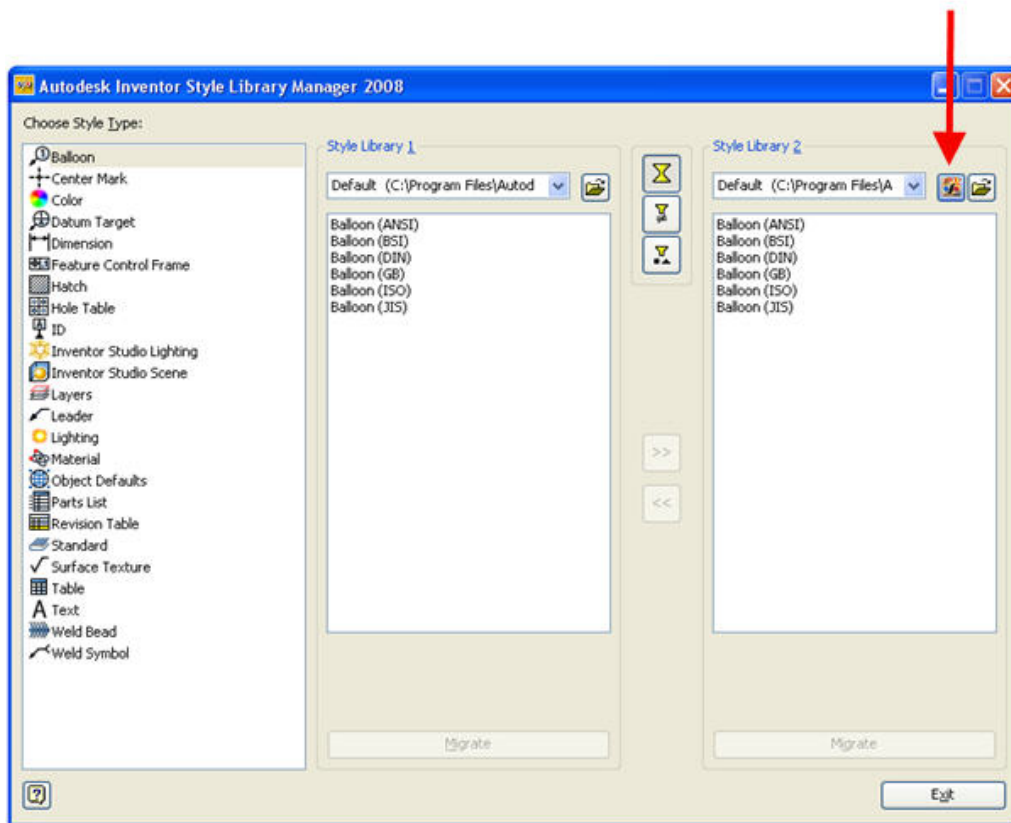 Autodesk Inventor Style Library Manager 2008
Choose Style Type:
Balloon
Center Mark
Color
Datum Target
Dimension
Feature Control Frame
Hatch
Hole Table
ID
Inventor Studio Lighting
Inventor Studio Scene
Layers
Leader
Lighting
Material
Object Defaults
Parts List
Revision Table
Standard
Surface Texture
Table
Text
Weld Bead
Weld Symbol
Style Library 1
Default (C:\Program Files\Autod
Balloon (ANSI)
Balloon (BSI)
Balloon (DIN)
Balloon (GB)
Balloon (ISO)
Balloon (JIS)
Migrate
>>
<<
Style Library 2
Default (C:\Program Files\A
Balloon (ANSI)
Balloon (BSI)
Balloon (DIN)
Balloon (GB)
Balloon (ISO)
Balloon (JIS)
Migrate
Exit